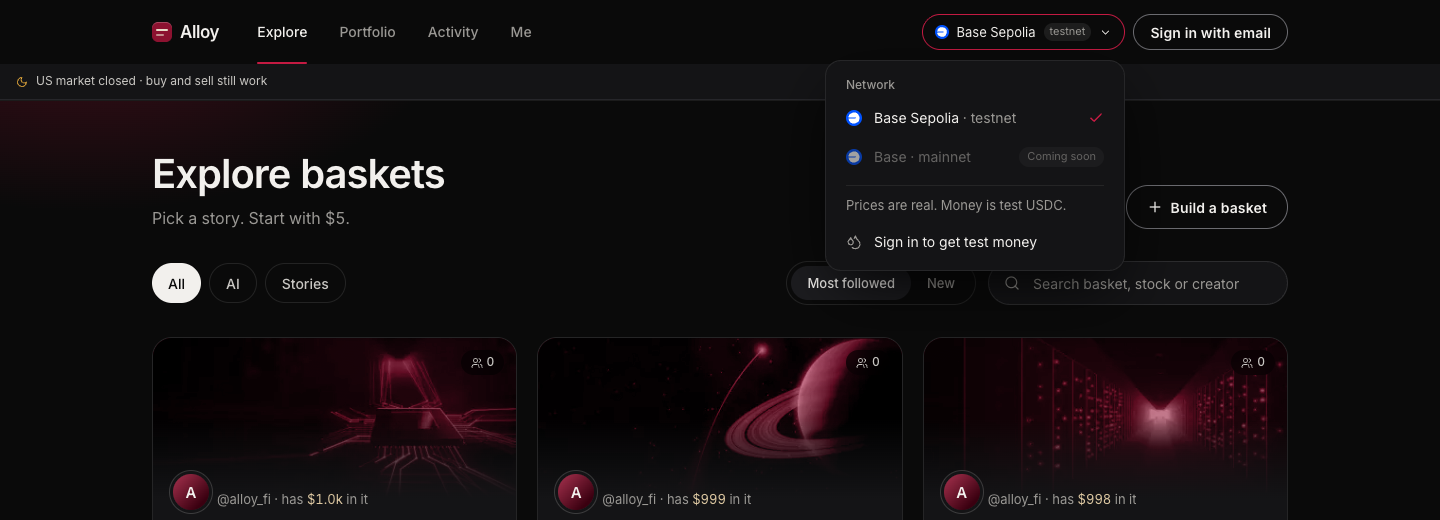 Alloy
Explore
Portfolio
Activity
Me
Base Sepolia testnet
Sign in with email
US market closed · buy and sell still work
Network
Base Sepolia · testnet
Base · mainnet
Coming soon
Prices are real. Money is test USDC.
Sign in to get test money
Explore baskets
Pick a story. Start with $5.
Build a basket
All
AI
Stories
Most followed
New
Search basket, stock or creator
0
0
0
A
@alloy_fi · has $1.0k in it
A
@alloy_fi · has $999 in it
A
@alloy_fi · has $998 in it